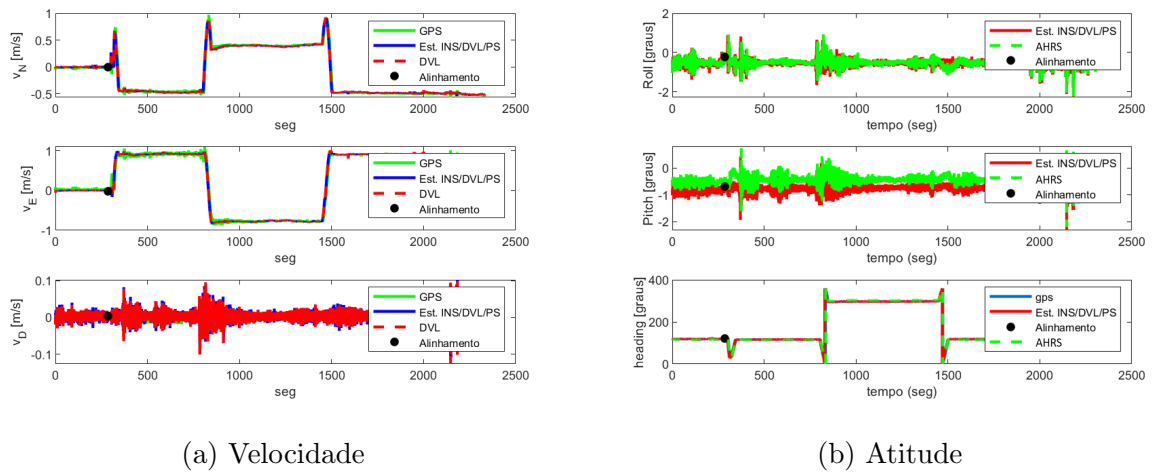 v_N [m/s]
1
0.5
0
-0.5
0 500 1000 1500 2000 2500
seg
GPS
Est. INS/DVL/PS
DVL
Alinhamento
v_E [m/s]
1
0
-1
0 500 1000 1500 2000 2500
seg
GPS
Est. INS/DVL/PS
DVL
Alinhamento
v_D [m/s]
0.1
0
-0.1
0 500 1000 1500 2000 2500
seg
GPS
Est. INS/DVL/PS
DVL
Alinhamento
(a) Velocidade
Roll [graus]
2
0
-2
0 500 1000 1500 2000 2500
tempo (seg)
Est. INS/DVL/PS
AHRS
Alinhamento
Pitch [graus]
0
-1
-2
0 500 1000 1500 2000 2500
tempo (seg)
Est. INS/DVL/PS
AHRS
Alinhamento
heading [graus]
400
200
0
0 500 1000 1500 2000 2500
tempo (seg)
gps
Est. INS/DVL/PS
Alinhamento
AHRS
(b) Atitude